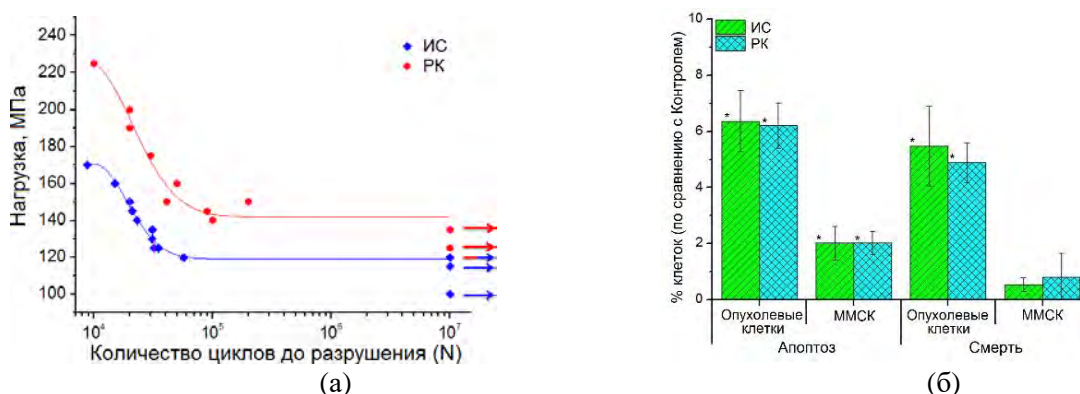 Нагрузка, МПа
240
220
200
180
160
140
120
100
ИС
РК
10⁴
10⁵
10⁶
10⁷
Количество циклов до разрушения (N)
(а)
% клеток (по сравнению с Контролем)
10
8
6
4
2
0
ИС
РК
*
*
*
*
*
*
Опухолевые
клетки
ММСК
Опухолевые
клетки
ММСК
Апоптоз
Смерть
(б)